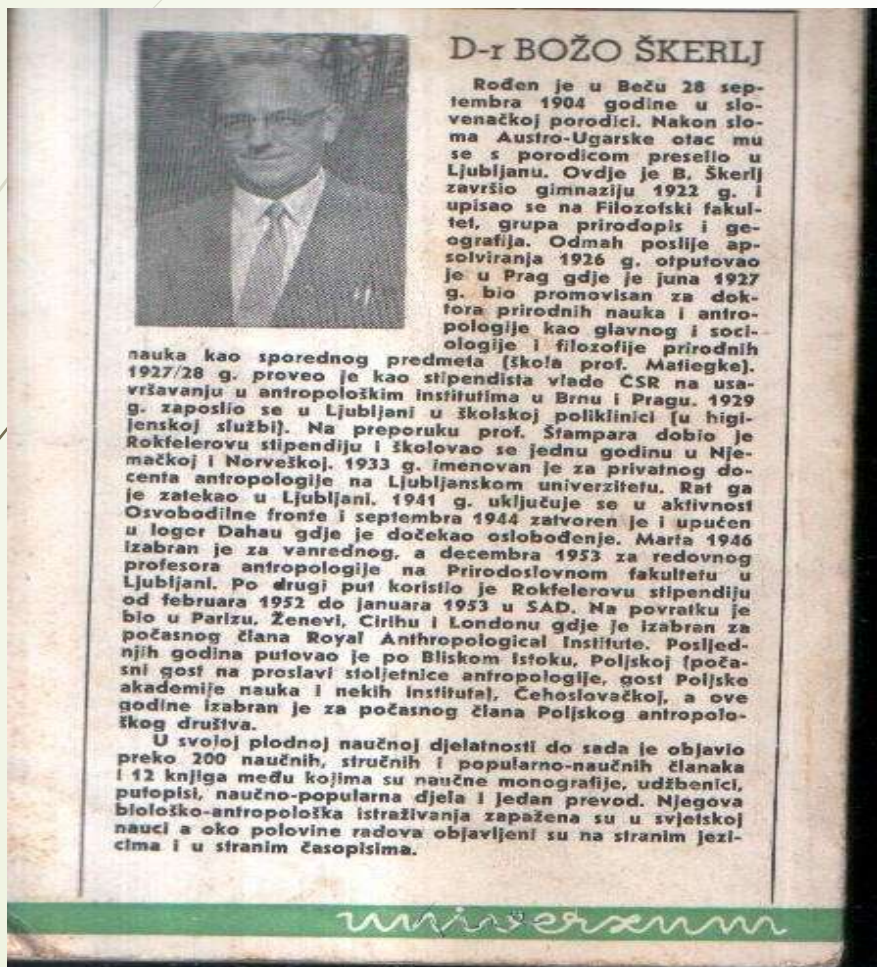 D-r BOŽO ŠKERLJ
Rođen je u Beču 28 sep-
tembra 1904 godine u slo-
venačkoj porodici. Nakon slo-
ma Austro-Ugarske otac mu
se s porodicom preselio u
Ljubljanu. Ovdje je B. Škerlj
završio gimnaziju 1922 g. i
upisao se na Filozofski fakul-
tet, grupa prirodopis i ge-
ografija. Odmah poslije ap-
solviranja 1926 g. otputovao
je u Prag gdje je juna 1927
g. bio promovisan za dok-
tora prirodnih nauka i antro-
pologije kao glavnog i soci-
ologije i filozofije prirodnih
nauka kao sporednog predmeta (škola prof. Matiegke).
1927/28 g. proveo je kao stipendista vlade ČSR na usa-
vršavanju u antropološkim institutima u Brnu i Pragu. 1929
g. zaposlio se u Ljubljani u školskoj poliklinici (u higi-
jenskoj službi). Na preporuku prof. Štampara dobio je
Rokfelerovu stipendiju i školovao se jednu godinu u Nje-
mačkoj i Norveškoj. 1933 g. imenovan je za privatnog do-
centa antropologije na Ljubljanskom univerzitetu. Rat ga
je zatekao u Ljubljani. 1941 g. uključuje se u aktivnost
Osvobodilne fronte i septembra 1944 zatvoren je i upućen
u logor Dahau gdje je dočekao oslobođenje. Marta 1946
izabran je za vanrednog, a decembra 1953 za redovnog
profesora antropologije na Prirodoslovnom fakultetu u
Ljubljani. Po drugi put koristio je Rokfelerovu stipendiju
od februara 1952 do januara 1953 u SAD. Na povratku je
bio u Parizu, Ženevi, Cirihu i Londonu gdje je izabran za
počasnog člana Royal Anthropological Institute. Posljed-
njih godina putovao je po Bliskom Istoku, Poljskoj (poča-
sni gost na proslavi stoljetnice antropologije, gost Poljske
akademije nauka i nekih instituta), Čehoslovačkoj, a ove
godine izabran je za počasnog člana Poljskog antropolo-
škog društva.
U svojoj plodnoj naučnoj djelatnosti do sada je objavio
preko 200 naučnih, stručnih i popularno-naučnih članaka
i 12 knjiga među kojima su naučne monografije, udžbenici,
putopisi, naučno-popularna djela i jedan prevod. Njegova
biološko-antropološka istraživanja zapažena su u svjetskoj
nauci a oko polovine radova objavljeni su na stranim jezi-
cima i u stranim časopisima.
univerzum